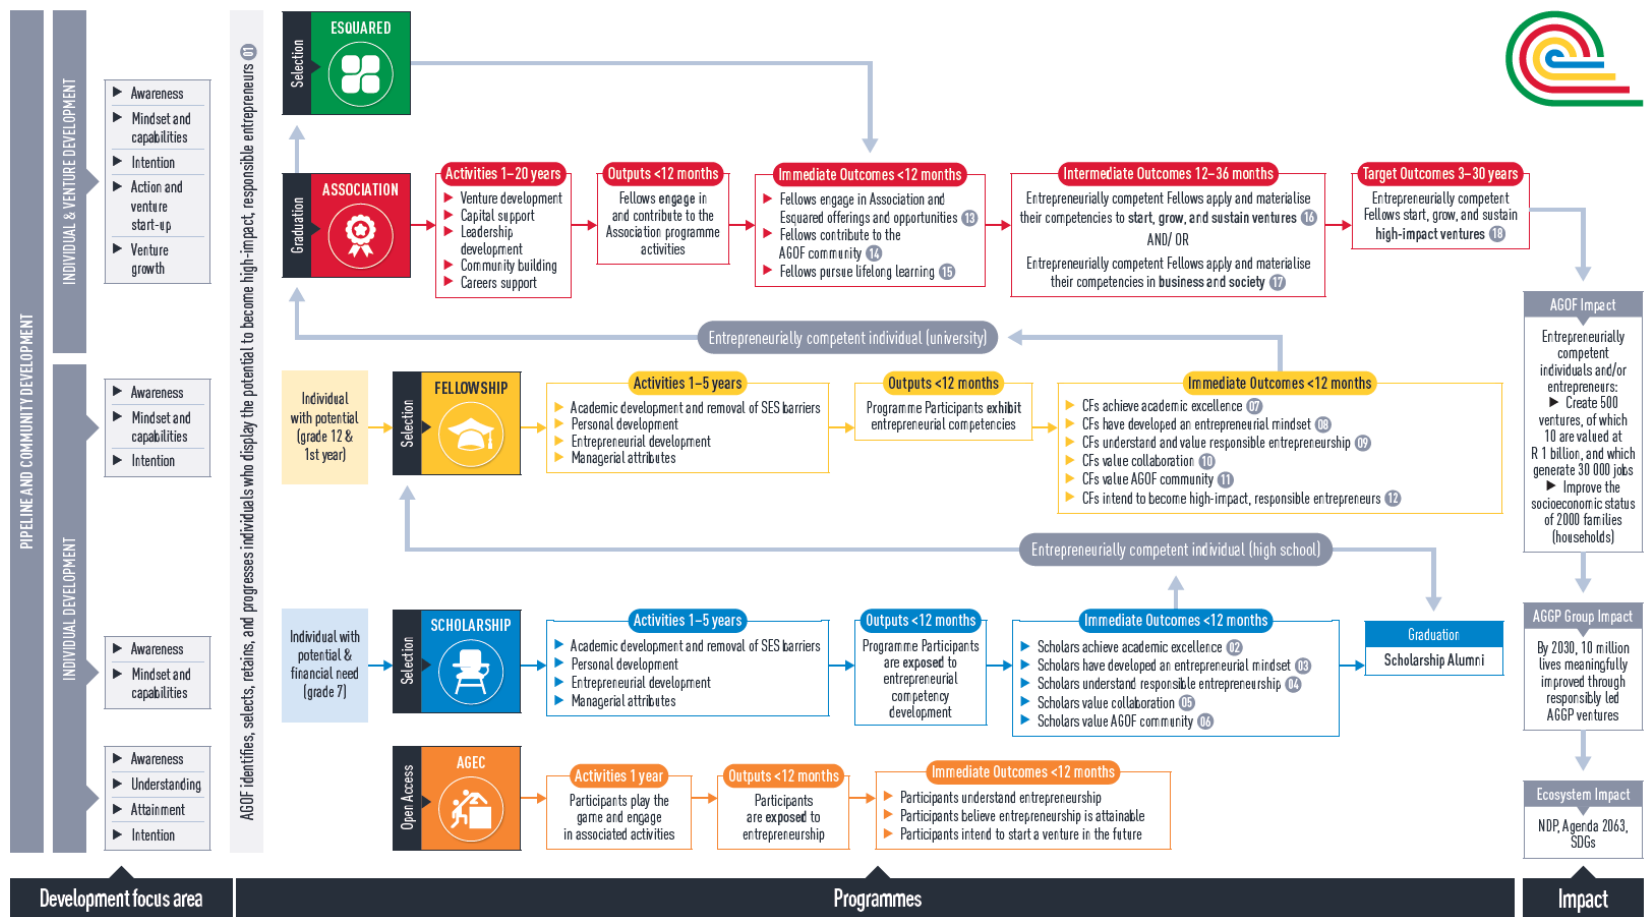 PIPELINE AND COMMUNITY DEVELOPMENT
INDIVIDUAL & VENTURE DEVELOPMENT
INDIVIDUAL DEVELOPMENT
Awareness
Mindset and
capabilities
Intention
Action and
venture
start-up
Venture
growth
Awareness
Mindset and
capabilities
Intention
Awareness
Mindset and
capabilities
Awareness
Understanding
Attainment
Intention
AGOF identifies, selects, retains, and progresses individuals who display the potential to become high-impact, responsible entrepreneurs 01
Selection
ESQUARED
Graduation
ASSOCIATION
Activities 1–20 years
Venture development
Capital support
Leadership
development
Community building
Careers support
Outputs <12 months
Fellows engage in
and contribute to the
Association programme
activities
Immediate Outcomes <12 months
Fellows engage in Association and
Esquared offerings and opportunities 13
Fellows contribute to the
AGOF community 14
Fellows pursue lifelong learning 15
Intermediate Outcomes 12–36 months
Entrepreneurially competent Fellows apply and materialise
their competencies to start, grow, and sustain ventures 16
AND/ OR
Entrepreneurially competent Fellows apply and materialise
their competencies in business and society 17
Target Outcomes 3–30 years
Entrepreneurially competent
Fellows start, grow, and sustain
high-impact ventures 18
Entrepreneurially competent individual (university)
Individual
with potential
(grade 12 &
1st year)
Selection
FELLOWSHIP
Activities 1–5 years
Academic development and removal of SES barriers
Personal development
Entrepreneurial development
Managerial attributes
Outputs <12 months
Programme Participants exhibit
entrepreneurial competencies
Immediate Outcomes <12 months
CFs achieve academic excellence 07
CFs have developed an entrepreneurial mindset 08
CFs understand and value responsible entrepreneurship 09
CFs value collaboration 10
CFs value AGOF community 11
CFs intend to become high-impact, responsible entrepreneurs 12
Entrepreneurially competent individual (high school)
Individual with
potential &
financial need
(grade 7)
Selection
SCHOLARSHIP
Activities 1–5 years
Academic development and removal of SES barriers
Personal development
Entrepreneurial development
Managerial attributes
Outputs <12 months
Programme Participants
are exposed to
entrepreneurial
competency
development
Immediate Outcomes <12 months
Scholars achieve academic excellence 02
Scholars have developed an entrepreneurial mindset 03
Scholars understand responsible entrepreneurship 04
Scholars value collaboration 05
Scholars value AGOF community 06
Graduation
Scholarship Alumni
Open Access
AGEC
Activities 1 year
Participants play the
game and engage
in associated activities
Outputs <12 months
Participants
are exposed to
entrepreneurship
Immediate Outcomes <12 months
Participants understand entrepreneurship
Participants believe entrepreneurship is attainable
Participants intend to start a venture in the future
AGOF Impact
Entrepreneurially
competent
individuals and/or
entrepreneurs:
Create 500
ventures, of which
10 are valued at
R 1 billion, and which
generate 30 000 jobs
Improve the
socioeconomic status
of 2000 families
(households)
AGGP Group Impact
By 2030, 10 million
lives meaningfully
improved through
responsibly led
AGGP ventures
Ecosystem Impact
NDP, Agenda 2063,
SDGs
Development focus area
Programmes
Impact